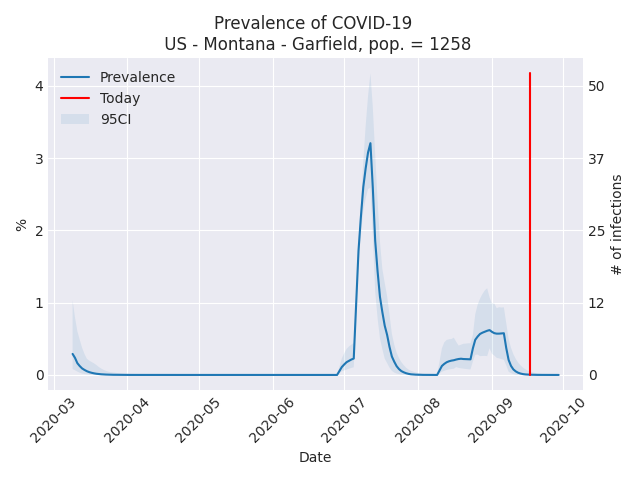 Prevalence of COVID-19
US - Montana - Garfield, pop. = 1258
Prevalence
Today
95CI
4
3
2
1
0
%
50
37
25
12
0
# of infections
2020-03
2020-04
2020-05
2020-06
2020-07
2020-08
2020-09
2020-10
Date